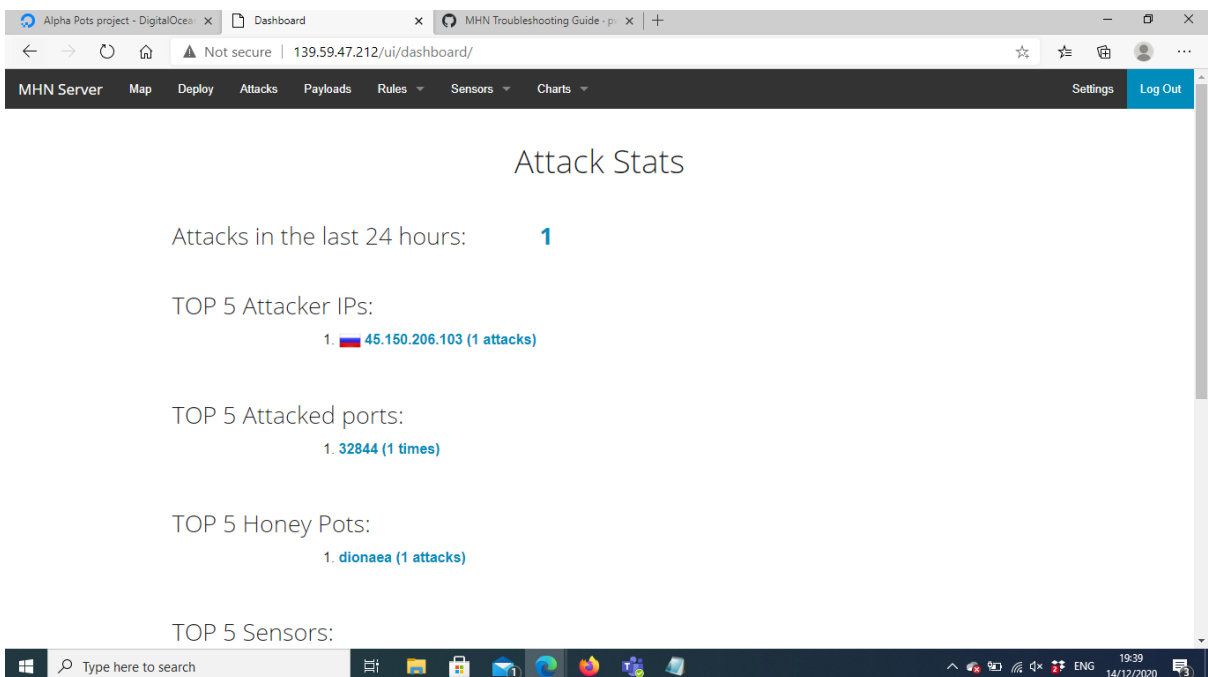 Alpha Pots project - DigitalOcea
Dashboard
MHN Troubleshooting Guide · p
Not secure | 139.59.47.212/ui/dashboard/
MHN Server Map Deploy Attacks Payloads Rules Sensors Charts Settings Log Out
Attack Stats
Attacks in the last 24 hours: 1
TOP 5 Attacker IPs:
1. 45.150.206.103 (1 attacks)
TOP 5 Attacked ports:
1. 32844 (1 times)
TOP 5 Honey Pots:
1. dionaea (1 attacks)
TOP 5 Sensors:
Type here to search
ENG
19:39
14/12/2020